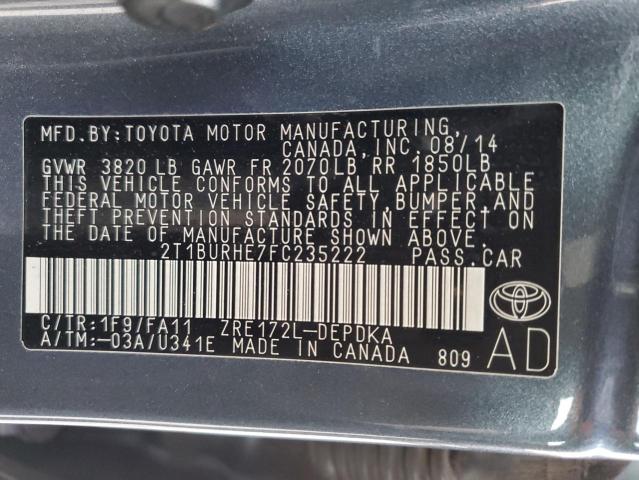 MFD.BY:TOYOTA MOTOR MANUFACTURING,
CANADA,INC. 08/14
GVWR 3820 LB GAWR FR 2070LB RR 1850LB
THIS VEHICLE CONFORMS TO ALL APPLICABLE
FEDERAL MOTOR VEHICLE SAFETY,BUMPER,AND
THEFT PREVENTION STANDARDS IN EFFECT ON
THE DATE OF MANUFACTURE SHOWN ABOVE.
2T1BURHE7FC235222 PASS.CAR
C/TR:1F9/FA11 ZRE172L-DEPDKA
A/TM:-03A/U341E MADE IN CANADA 809
AD